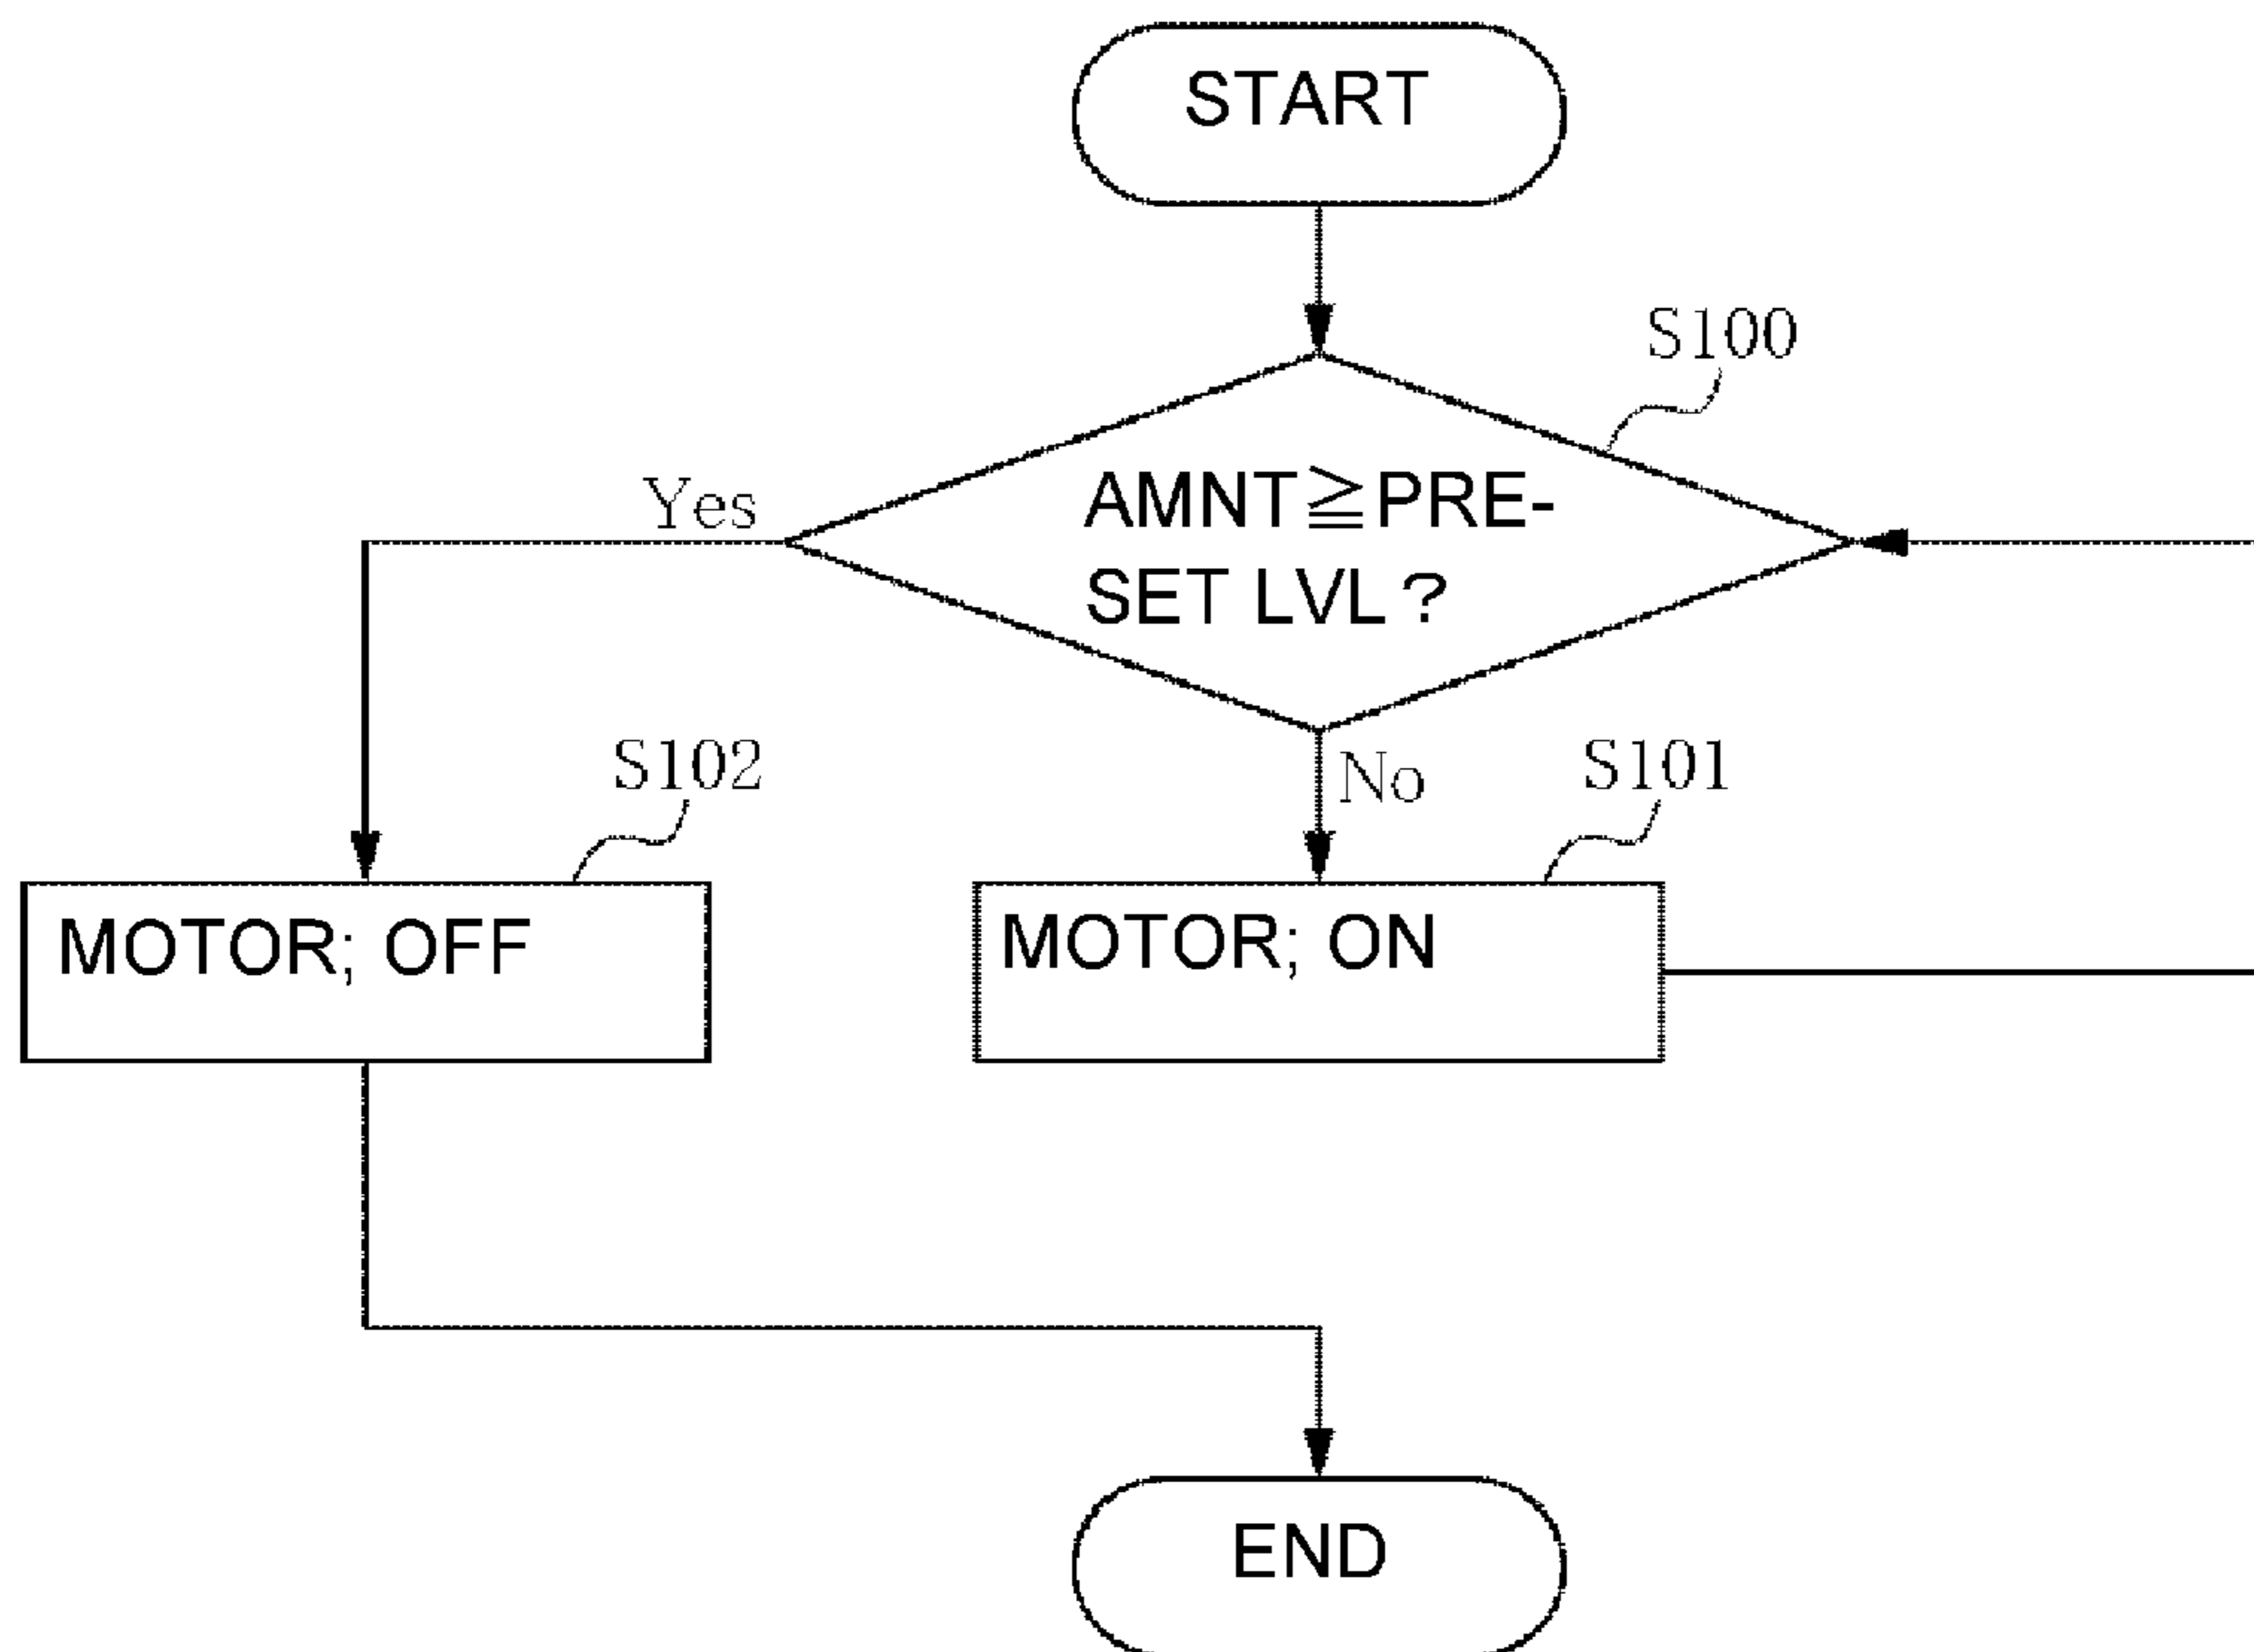 START
S100
Yes
AMNT≧PRE-
SET LVL ?
S102
No
S101
MOTOR; OFF
MOTOR; ON
END